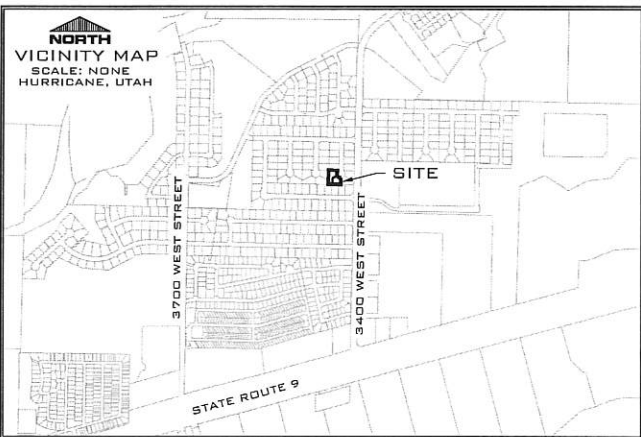 NORTH
VICINITY MAP
SCALE: NONE
HURRICANE, UTAH
SITE
3700 WEST STREET
3400 WEST STREET
STATE ROUTE 9